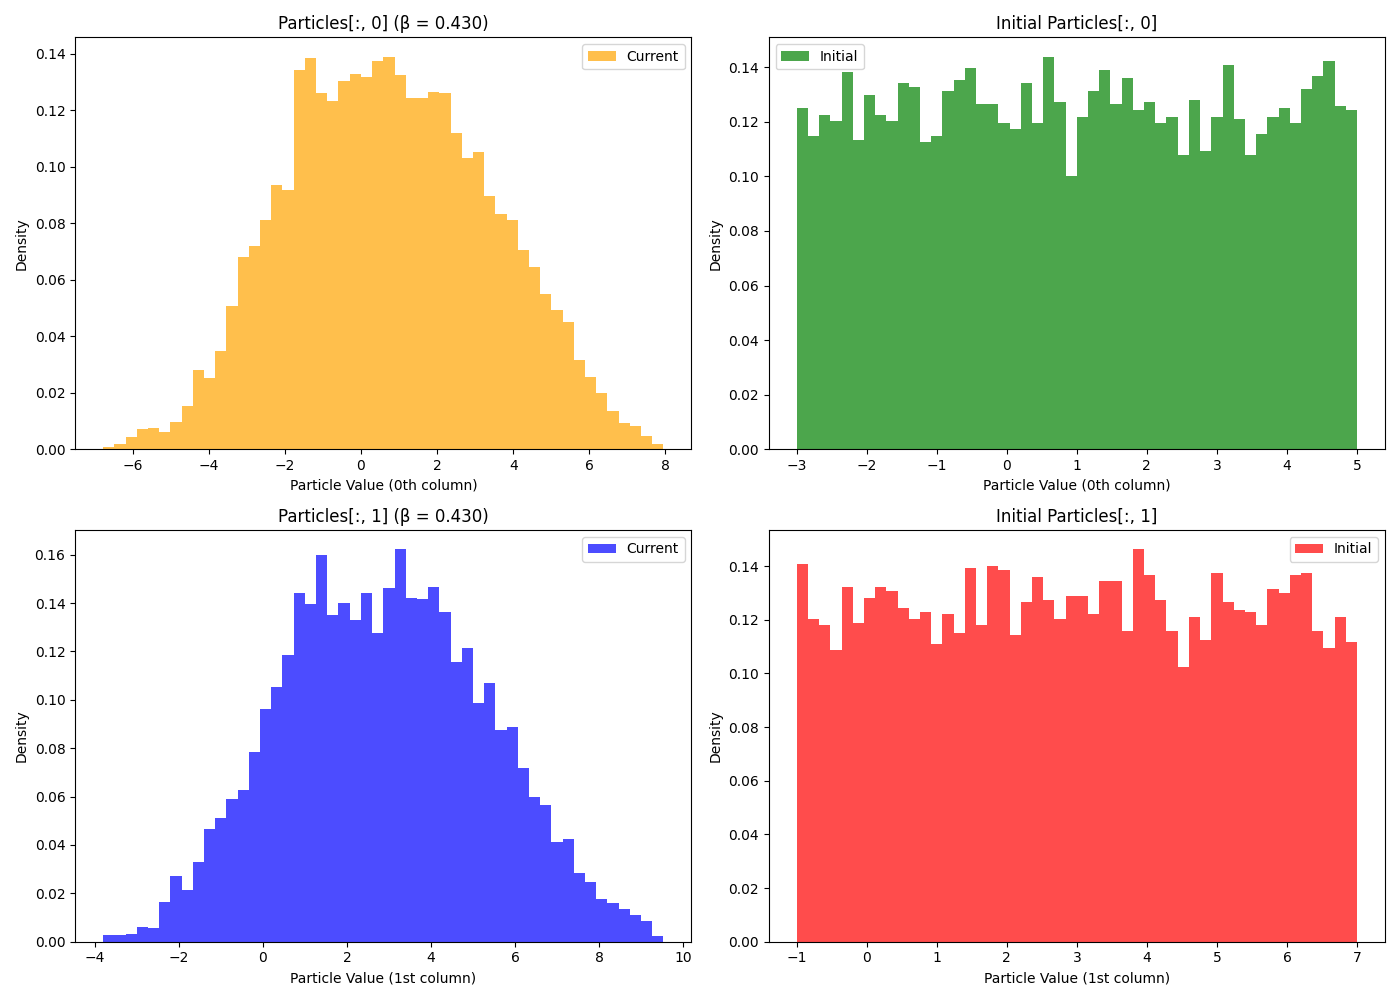 Particles[:, 0] (β = 0.430)
Current
0.14
0.12
0.10
0.08
0.06
0.04
0.02
0.00
Density
−6 −4 −2 0 2 4 6 8
Particle Value (0th column)
Initial Particles[:, 0]
Initial
0.14
0.12
0.10
0.08
0.06
0.04
0.02
0.00
Density
−3 −2 −1 0 1 2 3 4 5
Particle Value (0th column)
Particles[:, 1] (β = 0.430)
Current
0.16
0.14
0.12
0.10
0.08
0.06
0.04
0.02
0.00
Density
−4 −2 0 2 4 6 8 10
Particle Value (1st column)
Initial Particles[:, 1]
Initial
0.14
0.12
0.10
0.08
0.06
0.04
0.02
0.00
Density
−1 0 1 2 3 4 5 6 7
Particle Value (1st column)